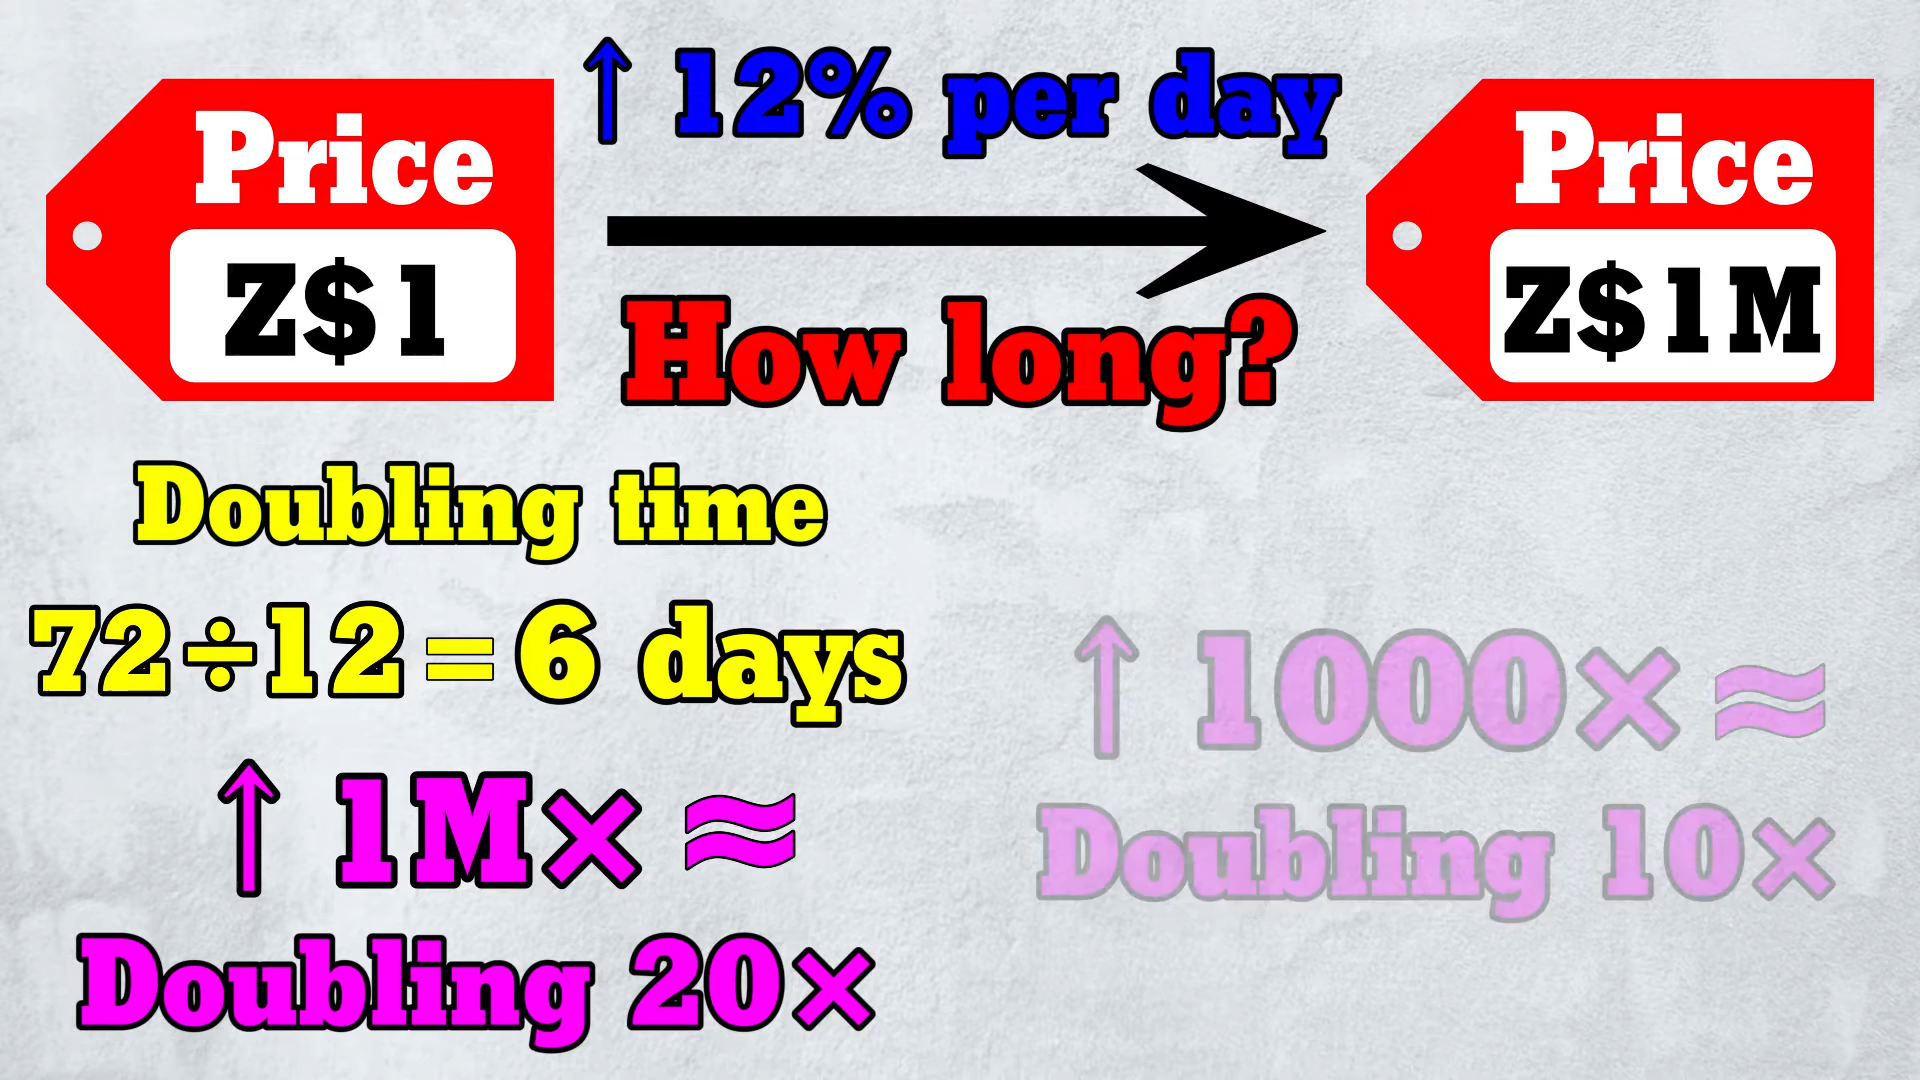 Price
Z$1
↑ 12% per day
How long?
Price
Z$1M
Doubling time
72÷12=6 days
↑ 1M× ≈
Doubling 20×
↑ 1000× ≈
Doubling 10×